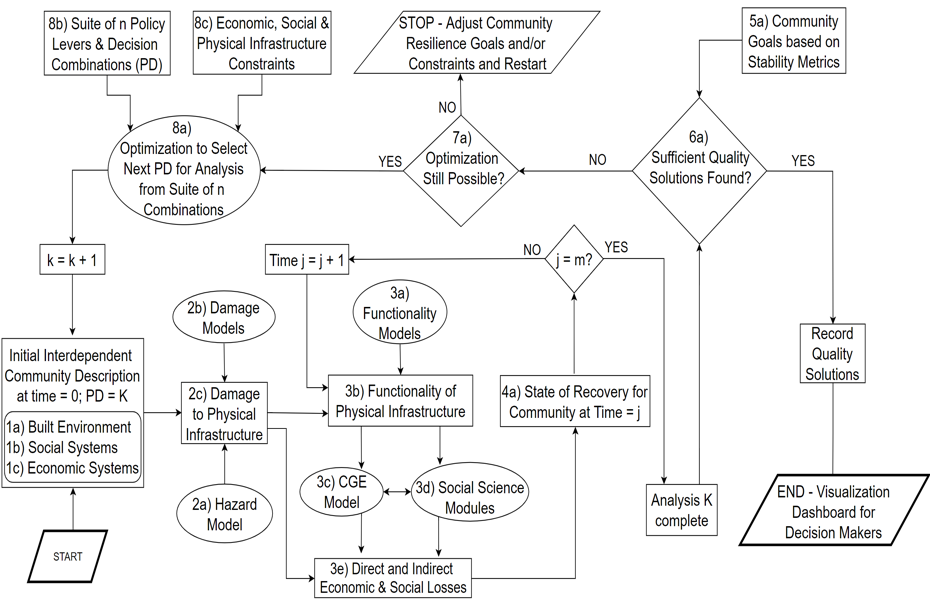 8b) Suite of n Policy
Levers & Decision
Combinations (PD)
8c) Economic, Social &
Physical Infrastructure
Constraints
STOP - Adjust Community
Resilience Goals and/or
Constraints and Restart
5a) Community
Goals based on
Stability Metrics
8a)
Optimization to Select
Next PD for Analysis
from Suite of n
Combinations
YES
NO
7a)
Optimization
Still Possible?
NO
6a)
Sufficient Quality
Solutions Found?
YES
k = k + 1
Time j = j + 1
NO
j = m?
YES
2b) Damage
Models
3a)
Functionality
Models
Initial Interdependent
Community Description
at time = 0; PD = K
1a) Built Environment
1b) Social Systems
1c) Economic Systems
2c) Damage
to Physical
Infrastructure
3b) Functionality of
Physical Infrastructure
4a) State of Recovery for
Community at Time = j
Record
Quality
Solutions
2a) Hazard
Model
3c) CGE
Model
3d) Social Science
Modules
Analysis K
complete
END - Visualization
Dashboard for
Decision Makers
START
3e) Direct and Indirect
Economic & Social Losses